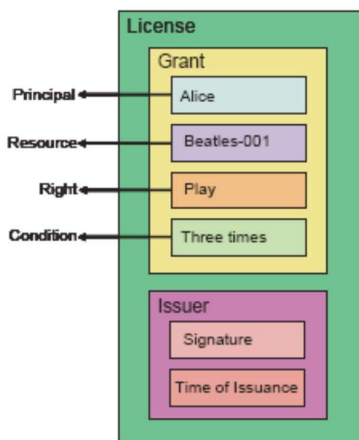 License
Grant
Principal
Alice
Resource
Beatles-001
Right
Play
Condition
Three times
Issuer
Signature
Time of Issuance